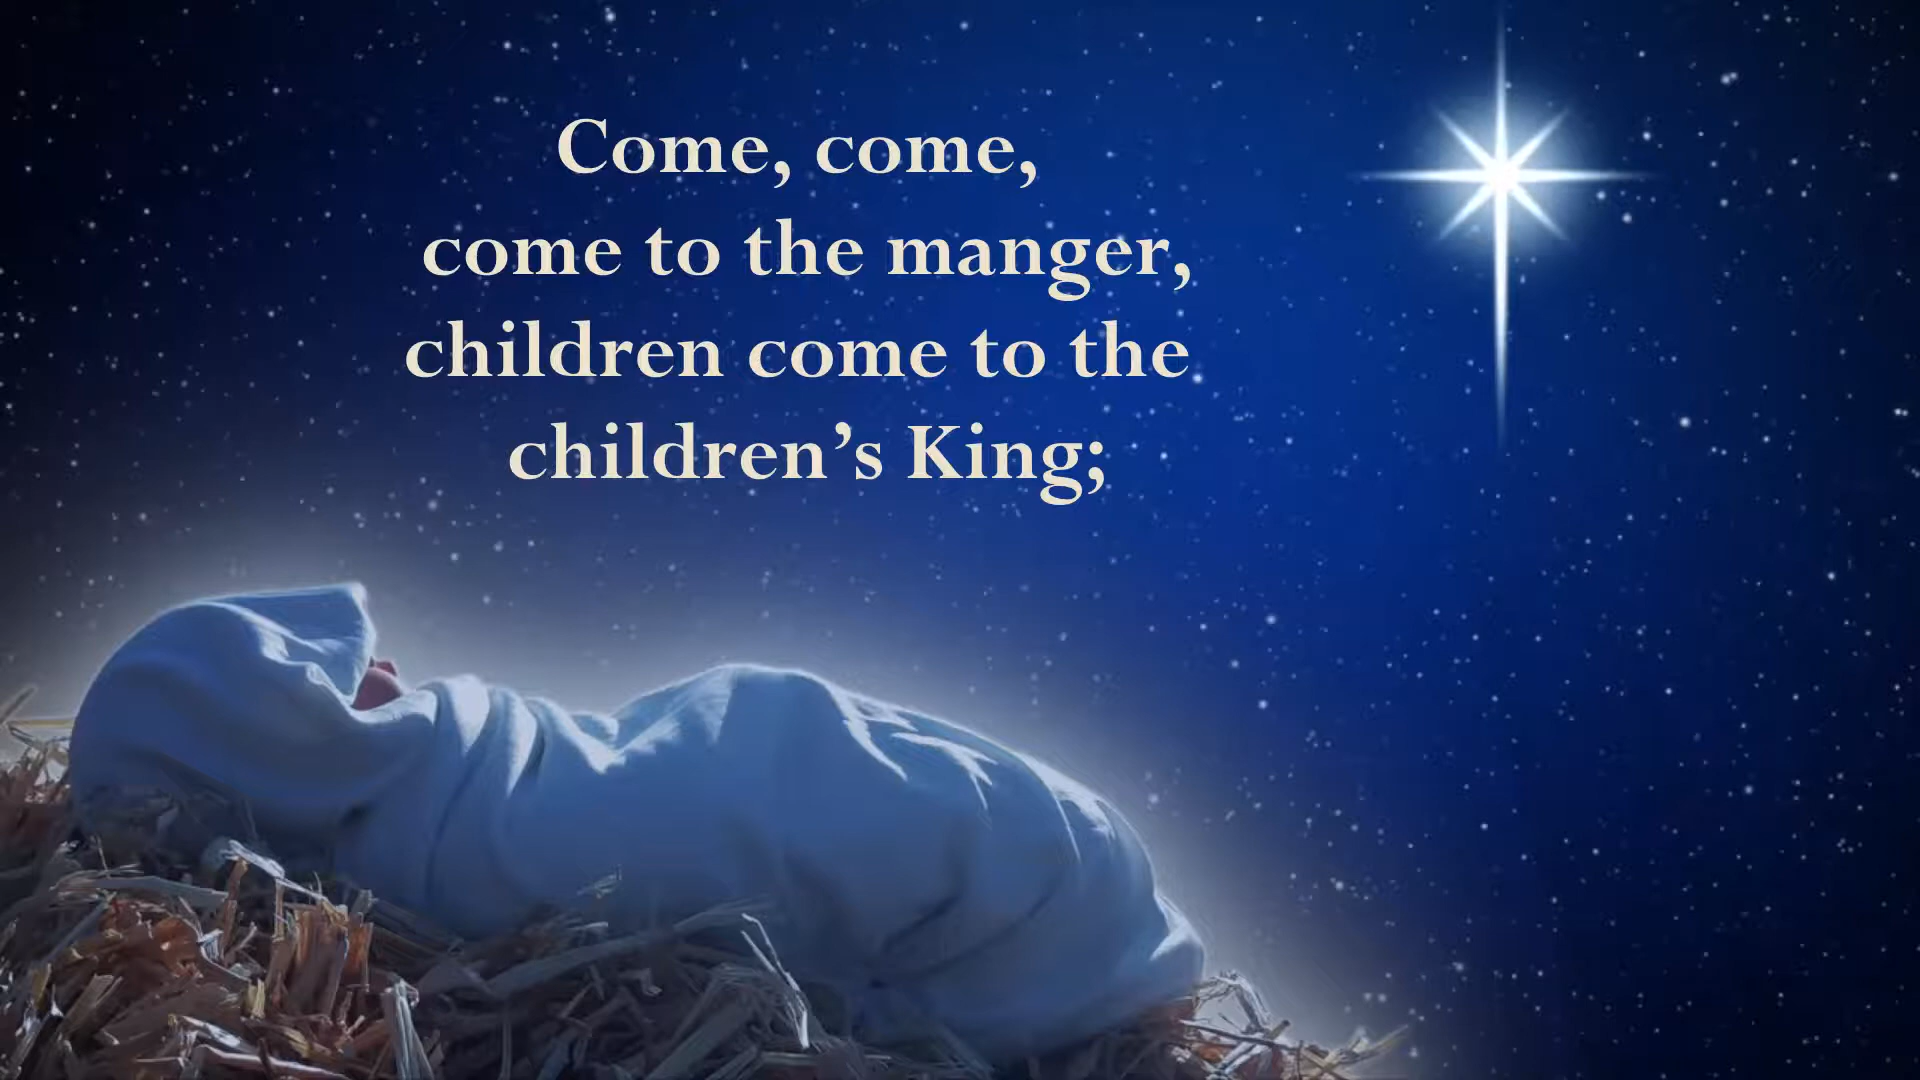 Come, come,
come to the manger,
children come to the
children’s King;